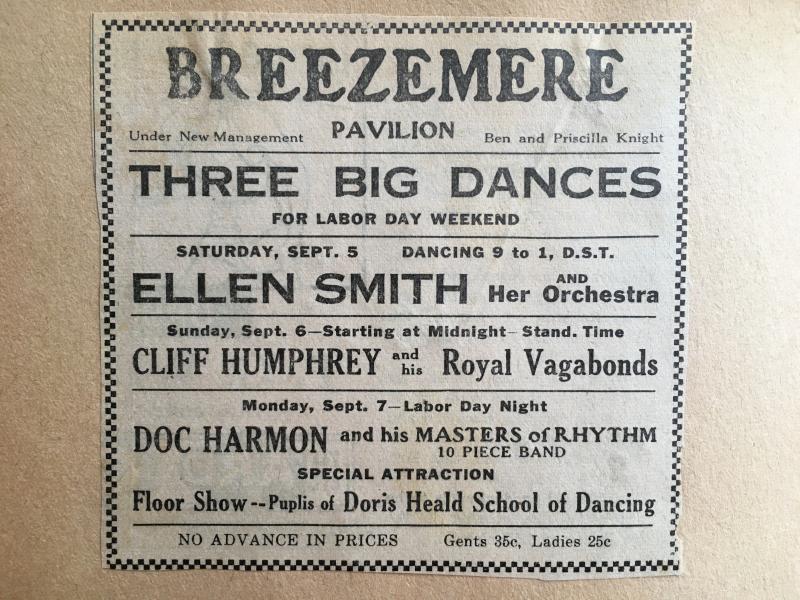 BREEZEMERE
Under New Management PAVILION Ben and Priscilla Knight
THREE BIG DANCES
FOR LABOR DAY WEEKEND
SATURDAY, SEPT. 5 DANCING 9 to 1, D.S.T.
ELLEN SMITH AND Her Orchestra
Sunday, Sept. 6—Starting at Midnight—Stand. Time
CLIFF HUMPHREY and his Royal Vagabonds
Monday, Sept. 7—Labor Day Night
DOC HARMON and his MASTERS of RHYTHM
10 PIECE BAND
SPECIAL ATTRACTION
Floor Show--Puplis of Doris Heald School of Dancing
NO ADVANCE IN PRICES Gents 35c, Ladies 25c